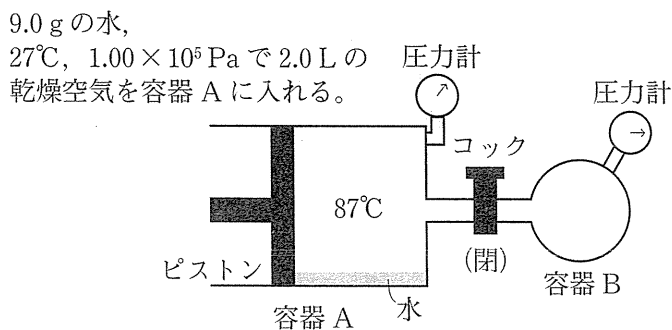 9.0 g の水,
27℃, 1.00×10⁵ Pa で 2.0 L の
乾燥空気を容器 A に入れる。
圧力計
圧力計
コック
87℃
(閉)
ピストン
容器 B
水
容器 A